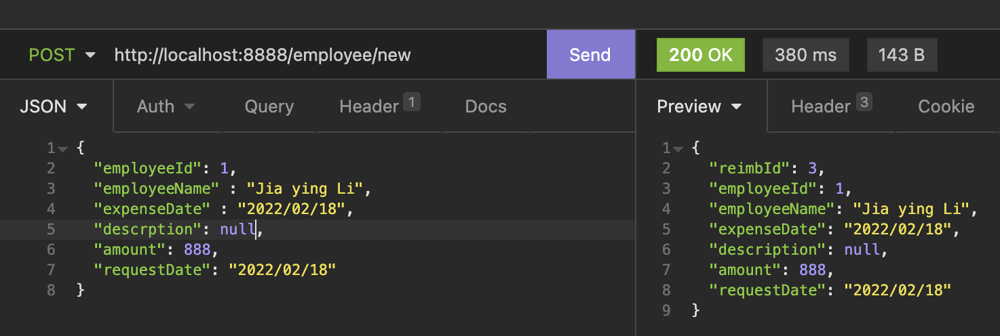 POST http://localhost:8888/employee/new Send 200 OK 380 ms 143 B
JSON Auth Query Header 1 Docs Preview Header 3 Cookie
1 {
2 "employeeId": 1,
3 "employeeName" : "Jia ying Li",
4 "expenseDate" : "2022/02/18",
5 "descrption": null,
6 "amount": 888,
7 "requestDate": "2022/02/18"
8 }
1 {
2 "reimbId": 3,
3 "employeeId": 1,
4 "employeeName": "Jia ying Li",
5 "expenseDate": "2022/02/18",
6 "description": null,
7 "amount": 888,
8 "requestDate": "2022/02/18"
9 }